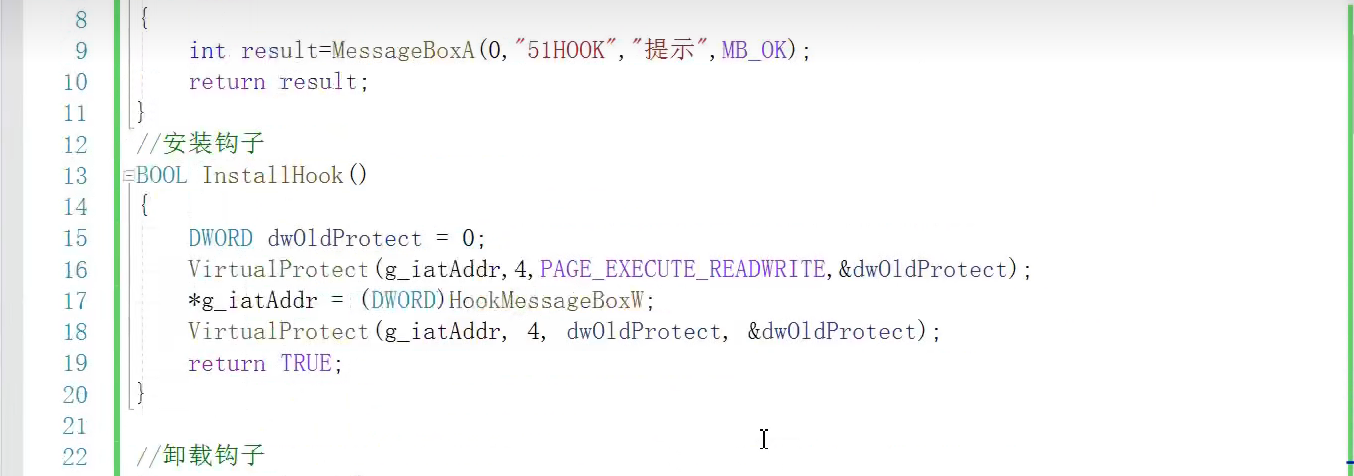 8 {
9 int result=MessageBoxA(0,"51HOOK","提示",MB_OK);
10 return result;
11 }
12 //安装钩子
13 BOOL InstallHook()
14 {
15 DWORD dwOldProtect = 0;
16 VirtualProtect(g_iatAddr,4,PAGE_EXECUTE_READWRITE,&dwOldProtect);
17 *g_iatAddr = (DWORD)HookMessageBoxW;
18 VirtualProtect(g_iatAddr, 4, dwOldProtect, &dwOldProtect);
19 return TRUE;
20 }
21
22 //卸载钩子